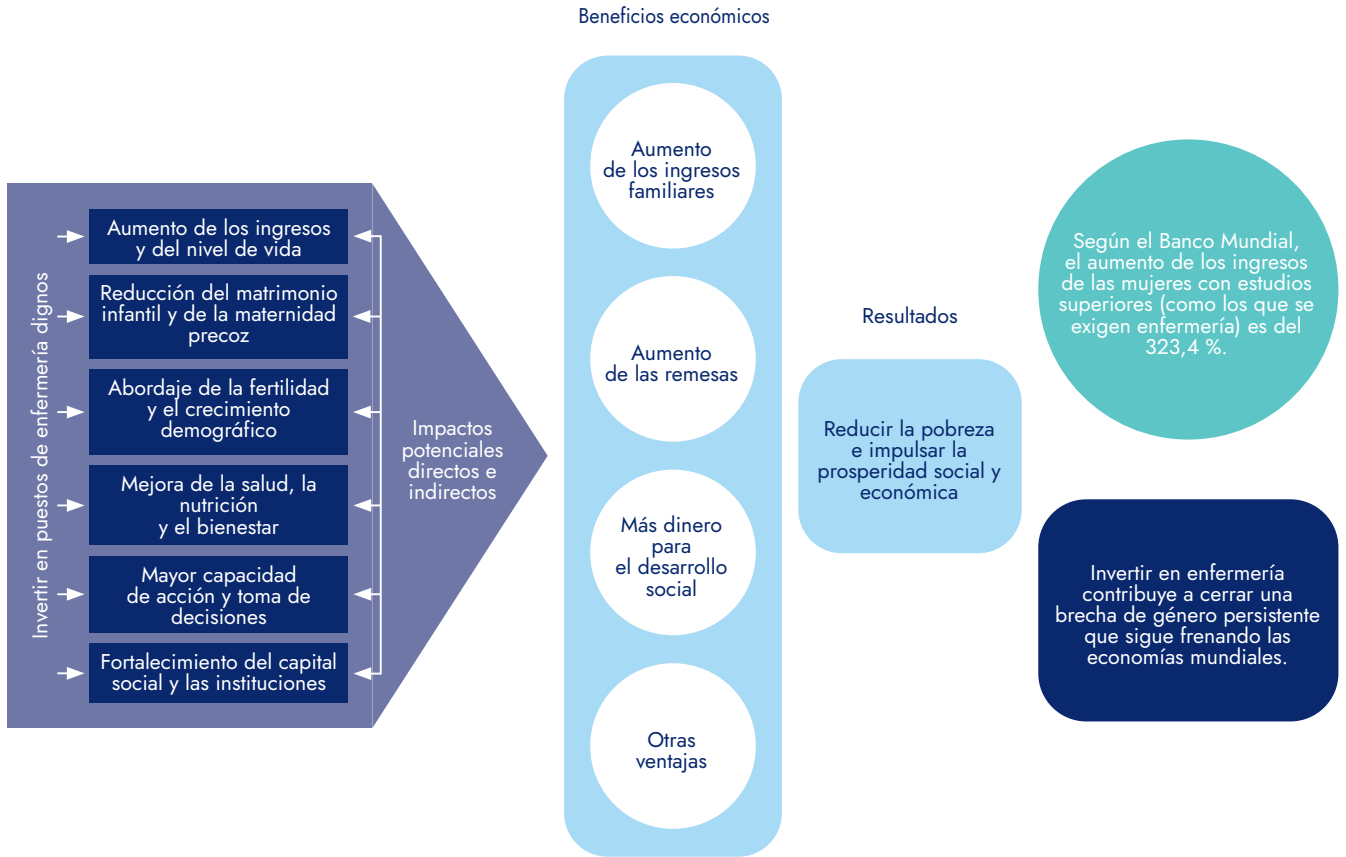 Invertir en puestos de enfermería dignos
Aumento de los ingresos
y del nivel de vida
Reducción del matrimonio
infantil y de la maternidad
precoz
Abordaje de la fertilidad
y el crecimiento
demográfico
Mejora de la salud, la
nutrición
y el bienestar
Mayor capacidad
de acción y toma de
decisiones
Fortalecimiento del capital
social y las instituciones
Impactos
potenciales
directos e
indirectos
Beneficios económicos
Aumento
de los ingresos
familiares
Aumento
de las remesas
Más dinero
para
el desarrollo
social
Otras
ventajas
Resultados
Reducir la pobreza
e impulsar la
prosperidad social y
económica
Según el Banco Mundial,
el aumento de los ingresos
de las mujeres con estudios
superiores (como los que se
exigen enfermería) es del
323,4 %.
Invertir en enfermería
contribuye a cerrar una
brecha de género persistente
que sigue frenando las
economías mundiales.